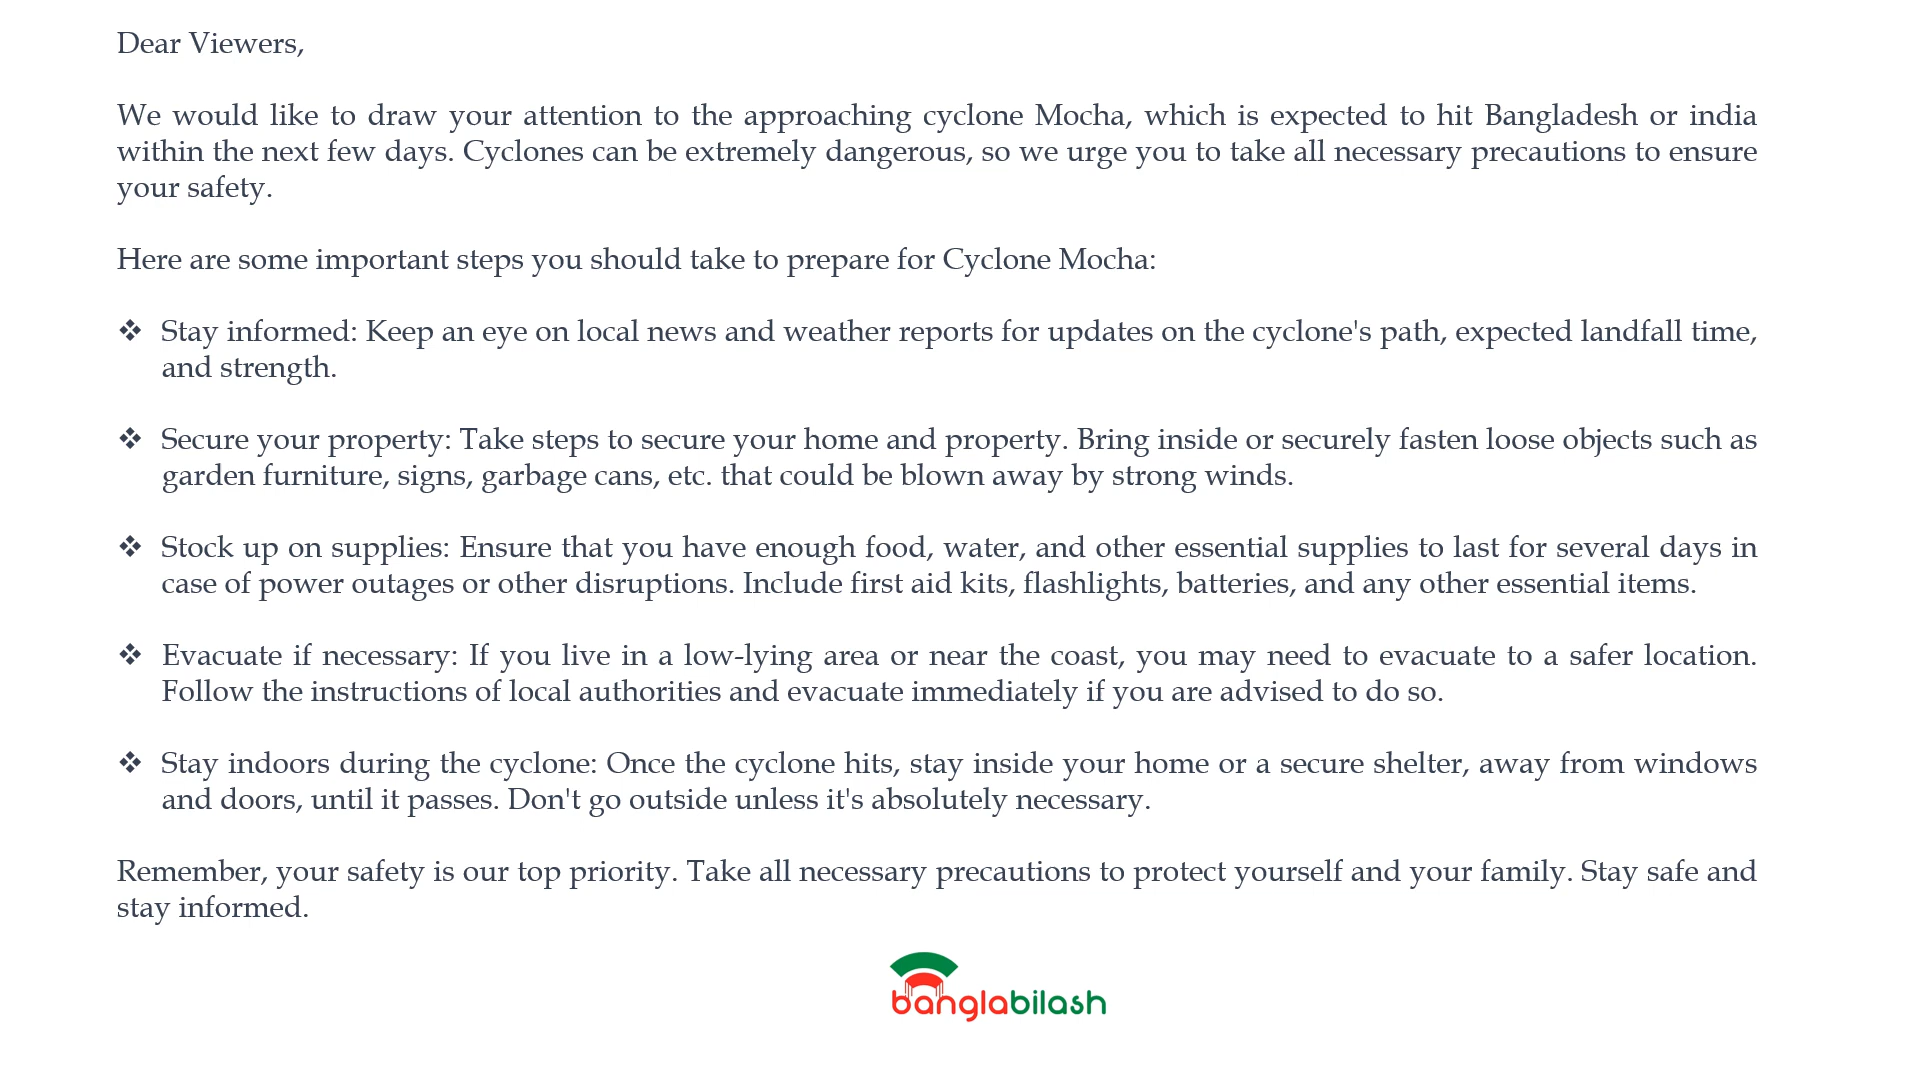 Dear Viewers,
We would like to draw your attention to the approaching cyclone Mocha, which is expected to hit Bangladesh or india
within the next few days. Cyclones can be extremely dangerous, so we urge you to take all necessary precautions to ensure
your safety.
Here are some important steps you should take to prepare for Cyclone Mocha:
❖ Stay informed: Keep an eye on local news and weather reports for updates on the cyclone's path, expected landfall time,
and strength.
❖ Secure your property: Take steps to secure your home and property. Bring inside or securely fasten loose objects such as
garden furniture, signs, garbage cans, etc. that could be blown away by strong winds.
❖ Stock up on supplies: Ensure that you have enough food, water, and other essential supplies to last for several days in
case of power outages or other disruptions. Include first aid kits, flashlights, batteries, and any other essential items.
❖ Evacuate if necessary: If you live in a low-lying area or near the coast, you may need to evacuate to a safer location.
Follow the instructions of local authorities and evacuate immediately if you are advised to do so.
❖ Stay indoors during the cyclone: Once the cyclone hits, stay inside your home or a secure shelter, away from windows
and doors, until it passes. Don't go outside unless it's absolutely necessary.
Remember, your safety is our top priority. Take all necessary precautions to protect yourself and your family. Stay safe and
stay informed.
banglabilash